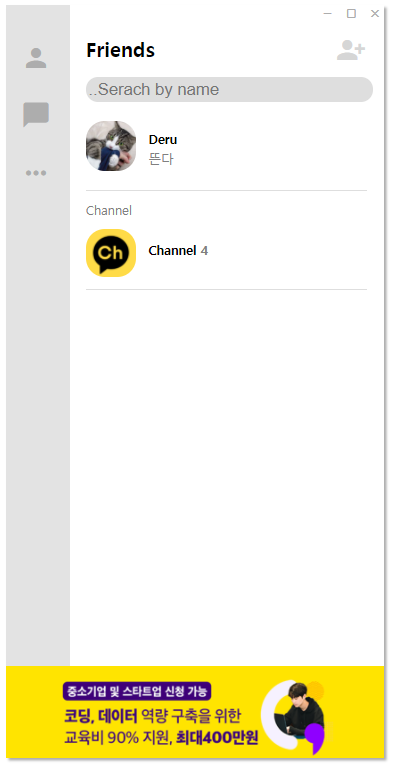 Friends
..Serach by name
Deru
뜬다
Channel
Ch
Channel 4
중소기업 및 스타트업 신청 가능
코딩, 데이터 역량 구축을 위한
교육비 90% 지원, 최대400만원